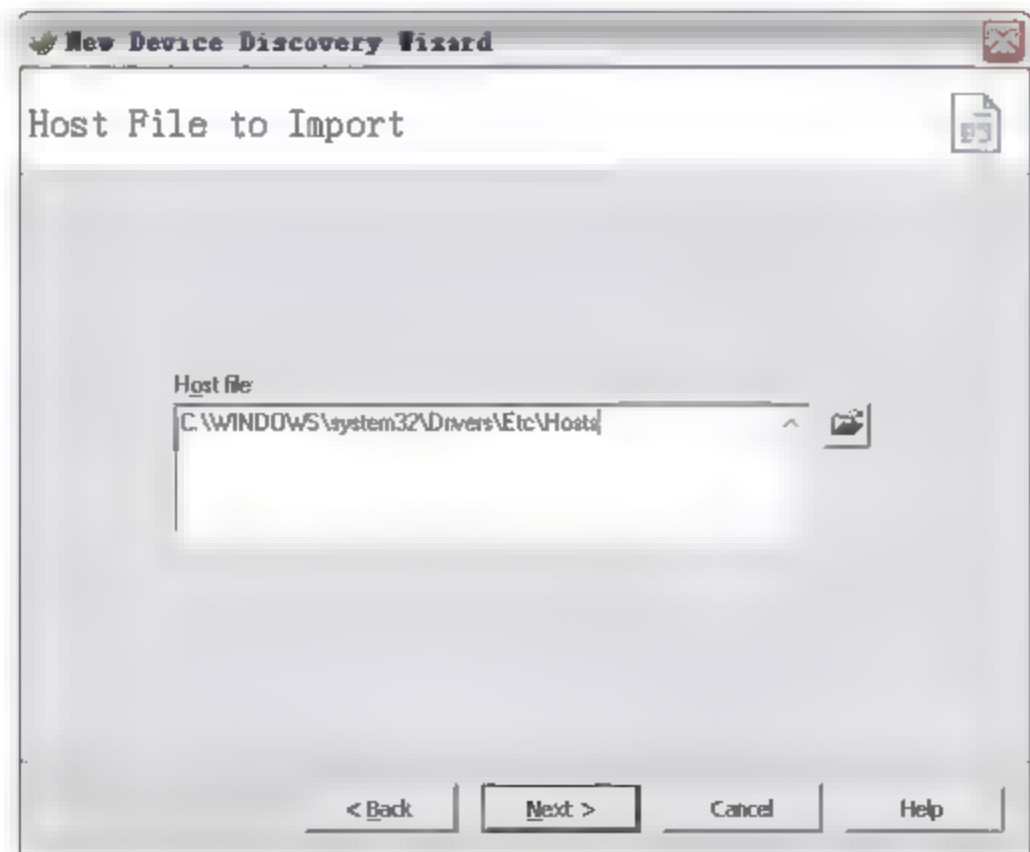 New Device Discovery Wizard
Host File to Import
Host file:
C:\WINDOWS\system32\Drivers\Etc\Hosts
< Back
Next >
Cancel
Help